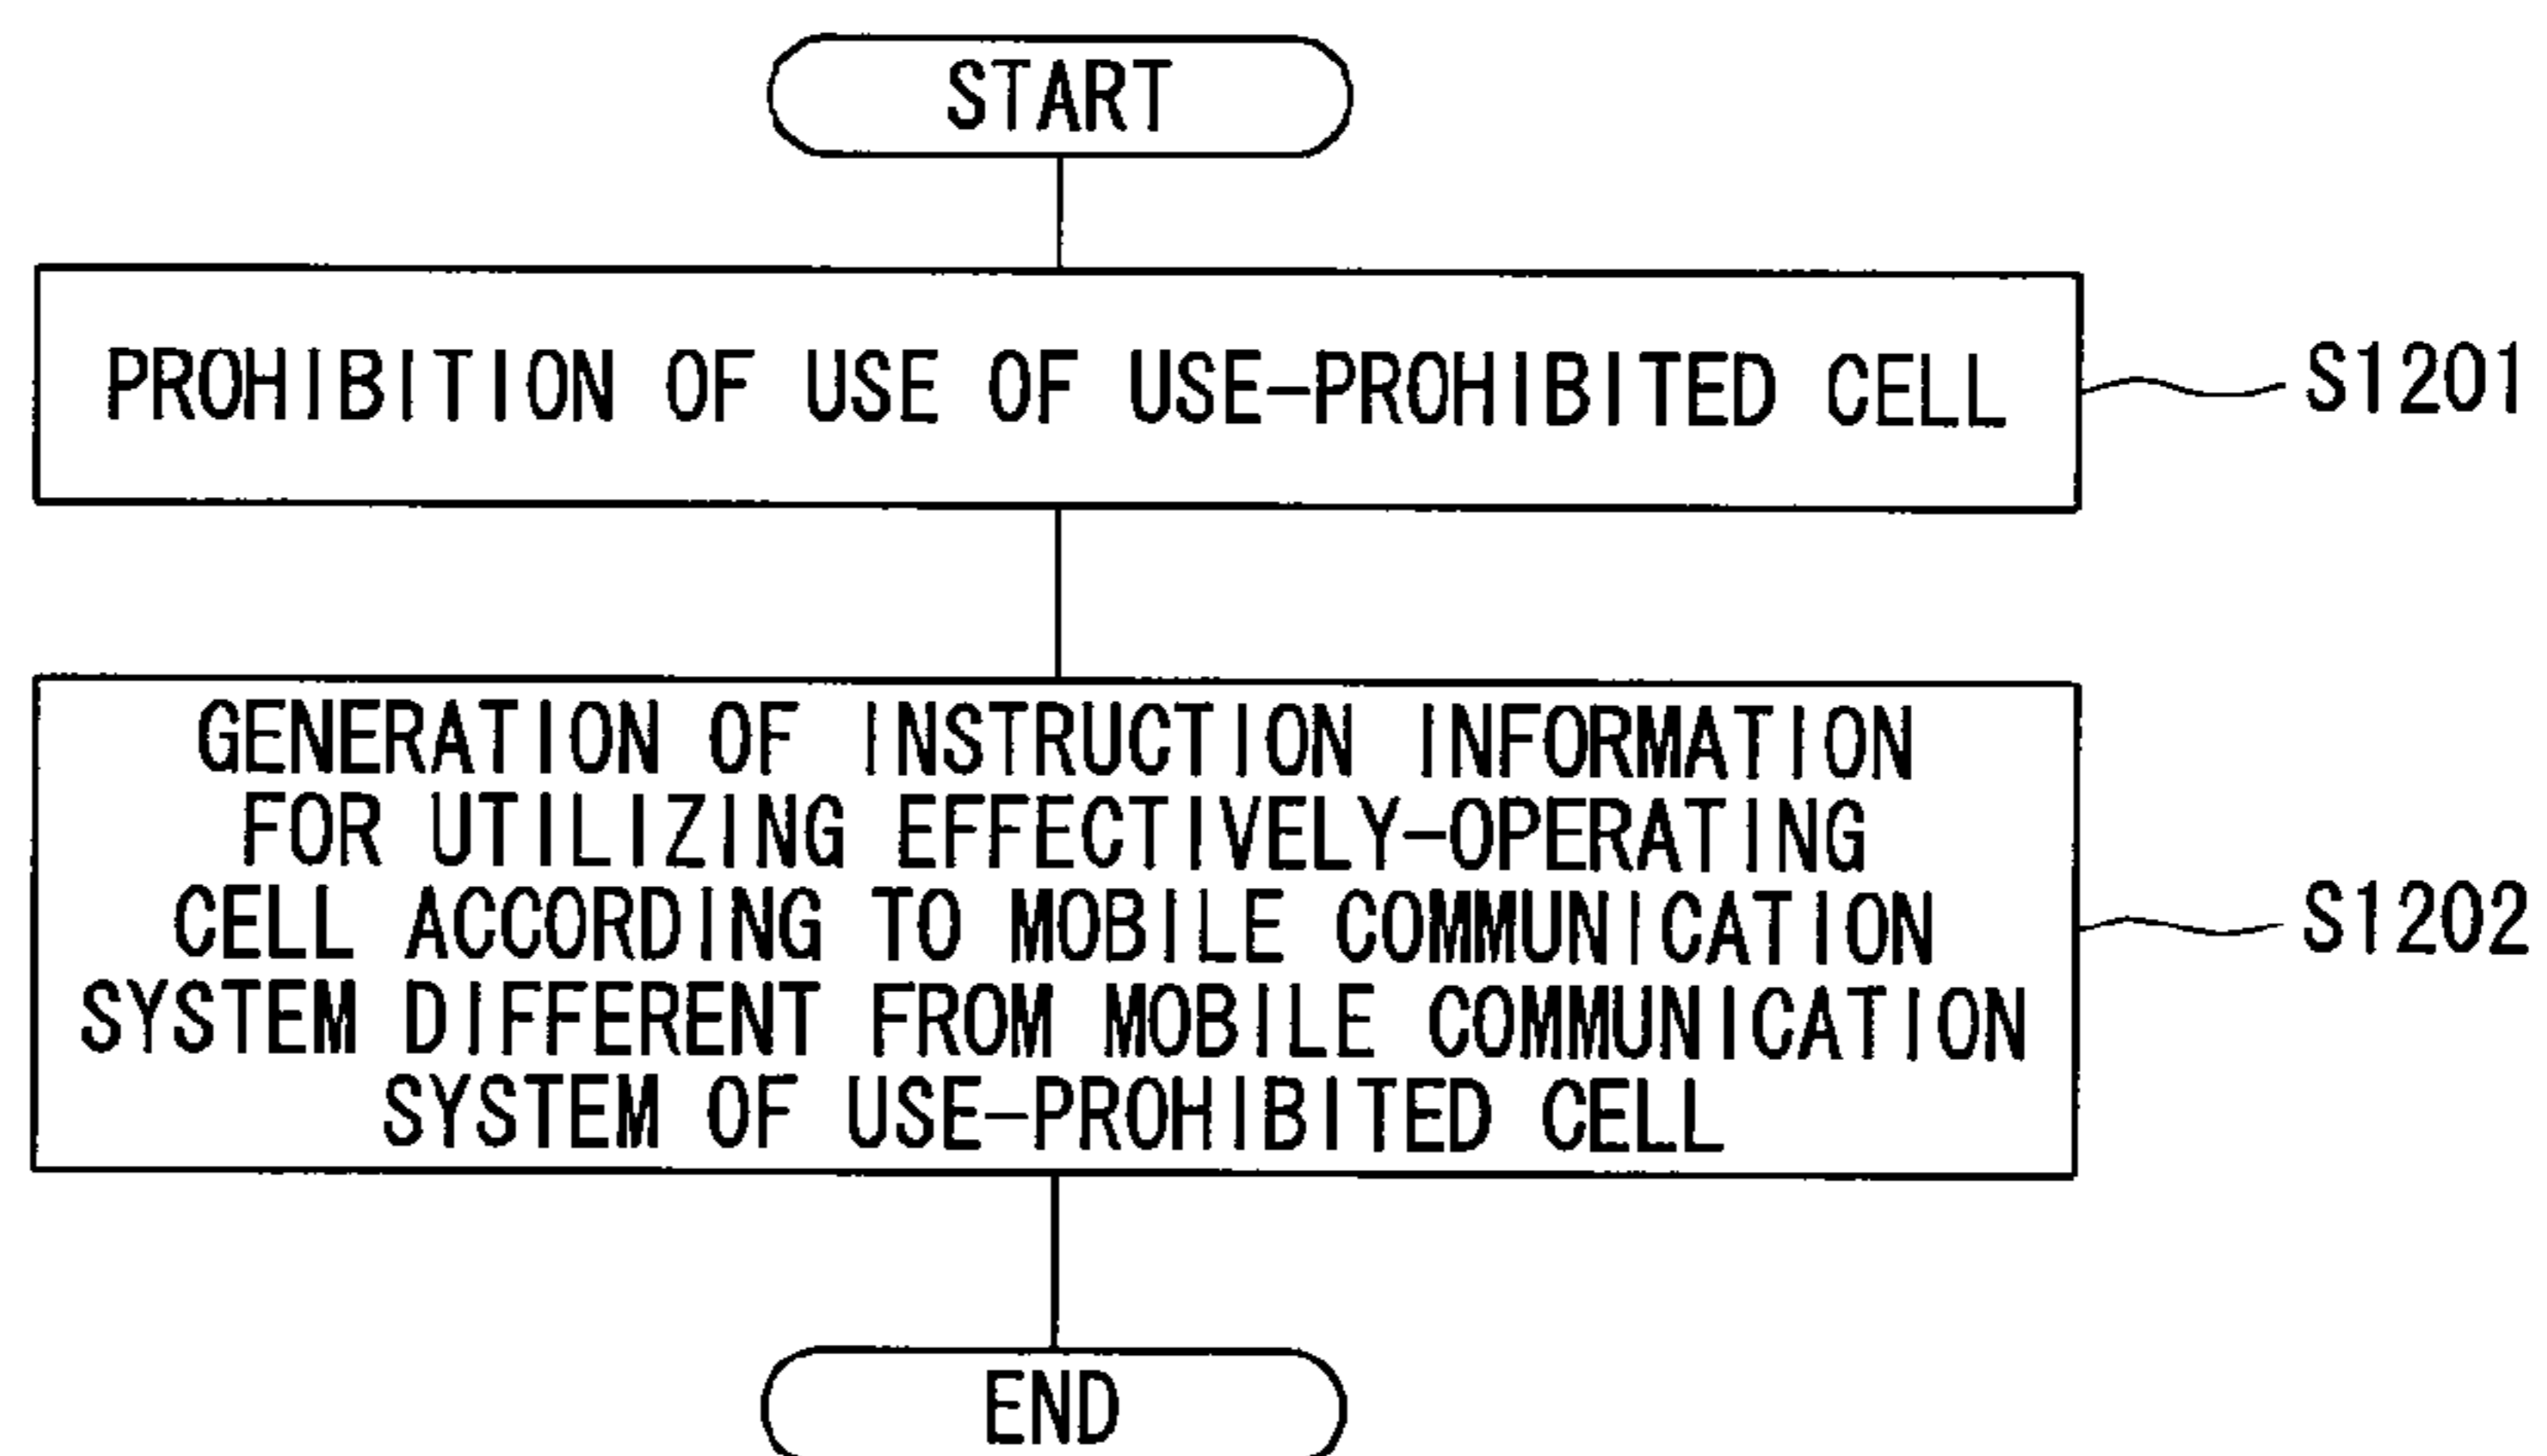 START
PROHIBITION OF USE OF USE-PROHIBITED CELL
S1201
GENERATION OF INSTRUCTION INFORMATION
FOR UTILIZING EFFECTIVELY-OPERATING
CELL ACCORDING TO MOBILE COMMUNICATION
SYSTEM DIFFERENT FROM MOBILE COMMUNICATION
SYSTEM OF USE-PROHIBITED CELL
S1202
END